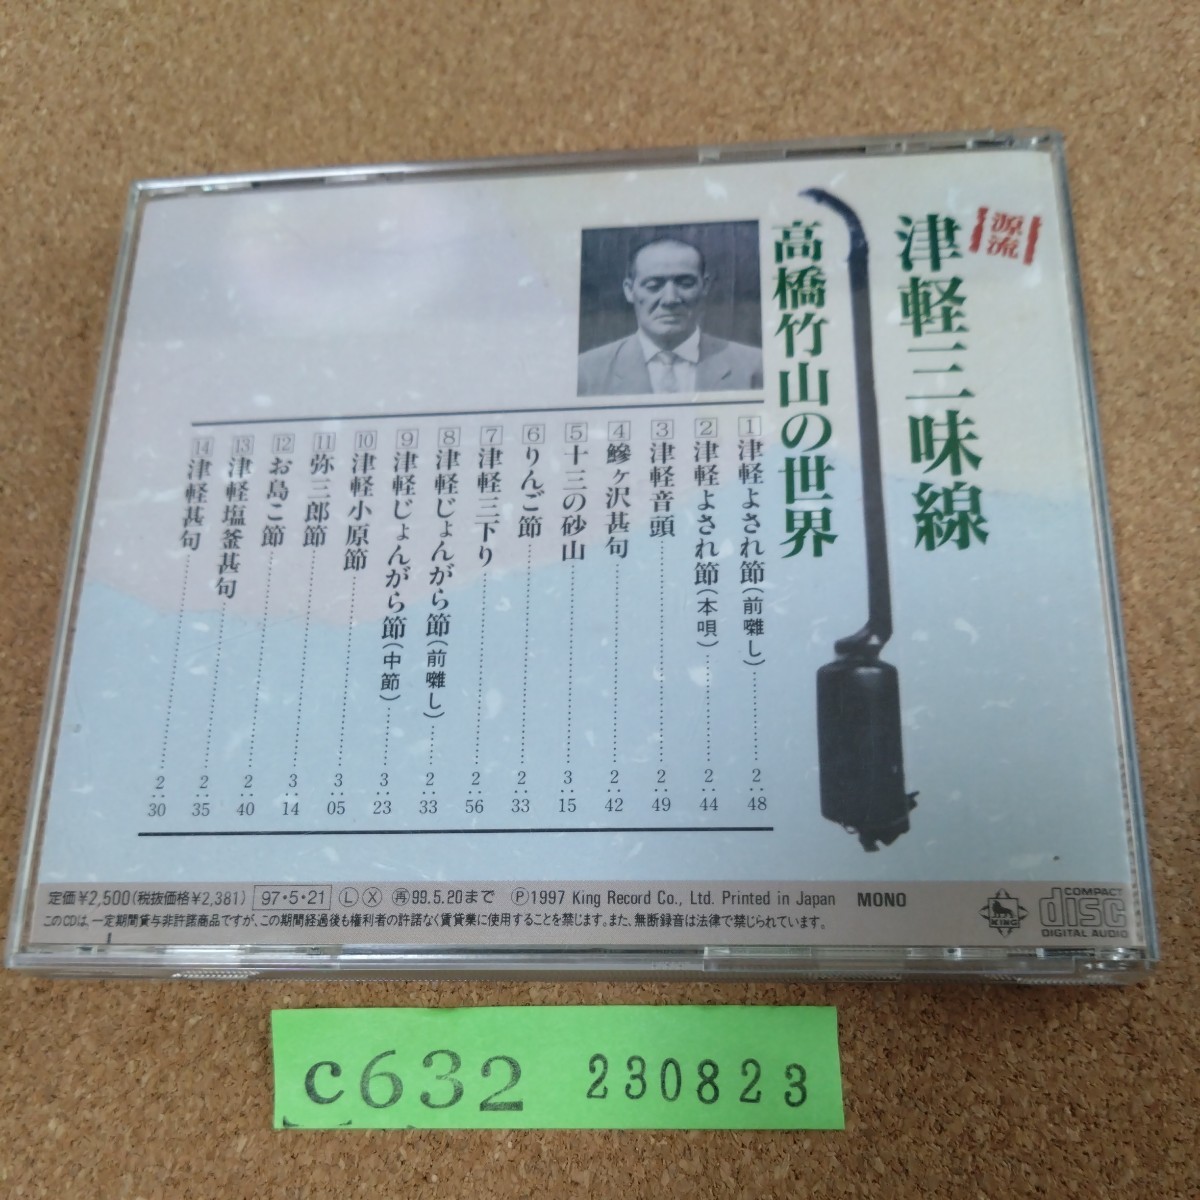 源流
津軽三味線
高橋竹山の世界
1 津軽よされ節(前囃し) 2:48
2 津軽よされ節(本唄) 2:44
3 津軽音頭 2:49
4 鰺ヶ沢甚句 2:42
5 十三の砂山 3:15
6 りんご節 2:33
7 津軽三下り 2:56
8 津軽じょんがら節(前囃し) 2:33
9 津軽じょんがら節(中節) 3:23
10 津軽小原節 3:05
11 弥三郎節 3:14
12 お島こ節 2:40
13 津軽塩釜甚句 2:35
14 津軽甚句 2:30
定価¥2,500(税抜価格¥2,381) 97・5・21 Ⓛ Ⓧ 再99.5.20まで ℗1997 King Record Co., Ltd. Printed in Japan MONO
このCDは、一定期間貸与非許諾商品ですが、この期間経過後も権利者の許諾なく賃貸業に使用することを禁じます。また、無断録音は法律で禁じられています。
KING
COMPACT
disc
DIGITAL AUDIO
c632 230823